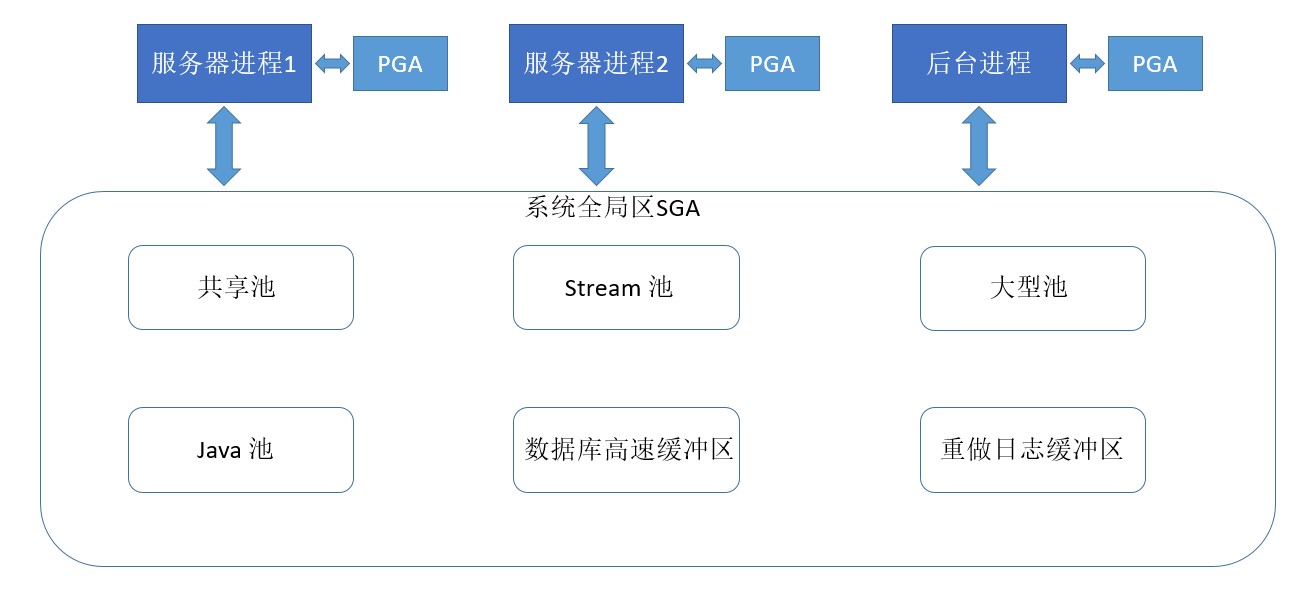 服务器进程1
PGA
服务器进程2
PGA
后台进程
PGA
系统全局区SGA
共享池
Stream 池
大型池
Java 池
数据库高速缓冲区
重做日志缓冲区